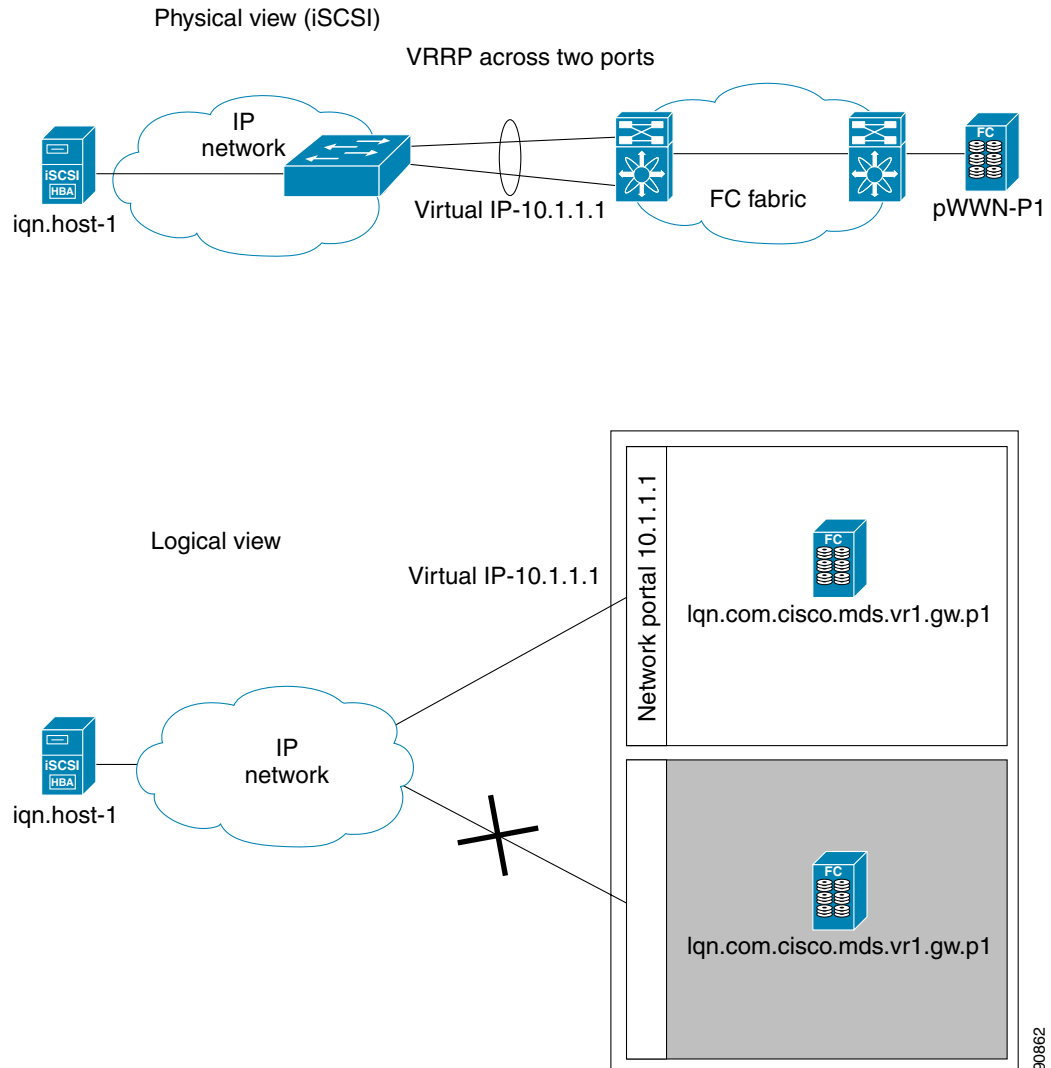 Physical view (iSCSI)
VRRP across two ports
IP
network
iSCSI
HBA
iqn.host-1
Virtual IP-10.1.1.1
FC fabric
FC
pWWN-P1
Logical view
Virtual IP-10.1.1.1
Network portal 10.1.1.1
FC
Iqn.com.cisco.mds.vr1.gw.p1
IP
network
iSCSI
HBA
iqn.host-1
FC
Iqn.com.cisco.mds.vr1.gw.p1
90862